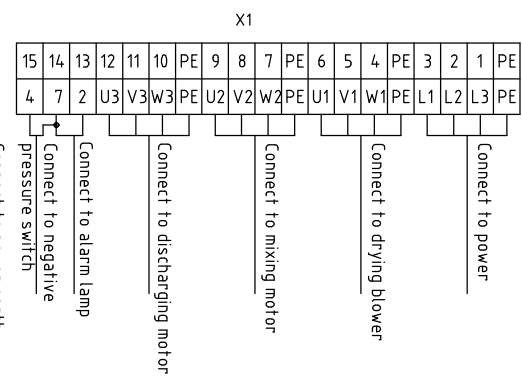 X1
15 14 13 12 11 10 PE 9 8 7 PE 6 5 4 PE 3 2 1 PE
4 7 2 U3 V3 W3 PE U2 V2 W2 PE U1 V1 W1 PE L1 L2 L3 PE
Connect to power
Connect to drying blower
Connect to mixing motor
Connect to discharging motor
Connect to alarm lamp
Connect to negative
pressure switch